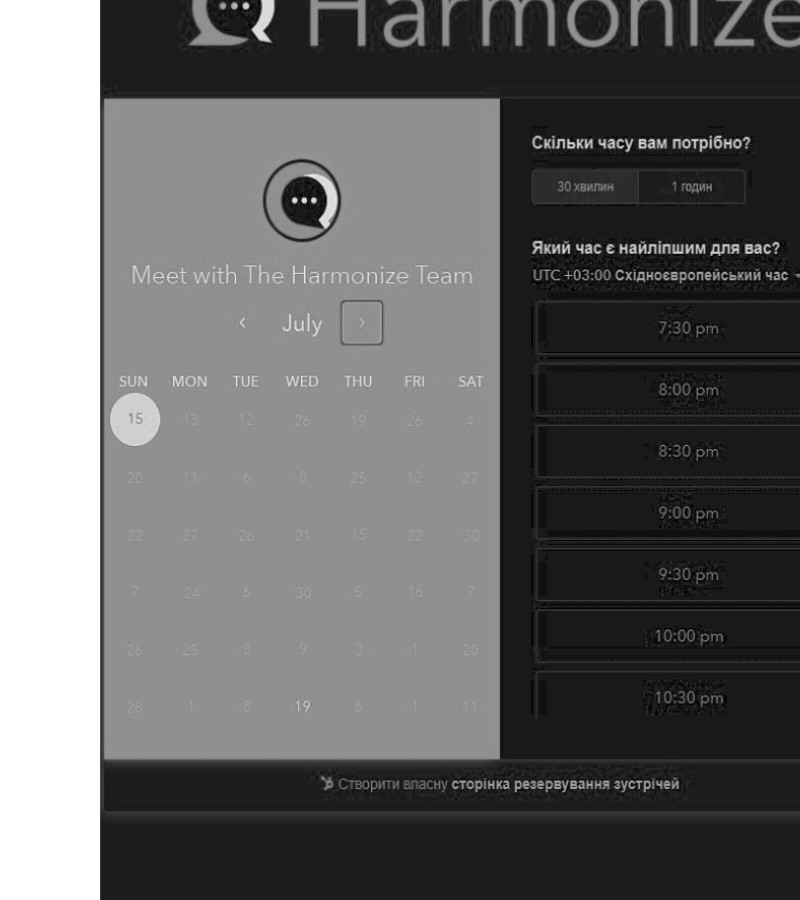 Harmonize
Meet with The Harmonize Team
July
SUN MON TUE WED THU FRI SAT
15 13 12 26 19 26 4
20 11 6 8 25 12 27
22 27 26 21 15 22 30
7 24 6 30 5 16 7
26 25 8 9 3 1 20
28 1 8 19 6 1 11
Скільки часу вам потрібно?
30 хвилин 1 годин
Який час є найліпшим для вас?
UTC +03:00 Східноєвропейський час
7:30 pm
8:00 pm
8:30 pm
9:00 pm
9:30 pm
10:00 pm
10:30 pm
Створити власну сторінка резервування зустрічей